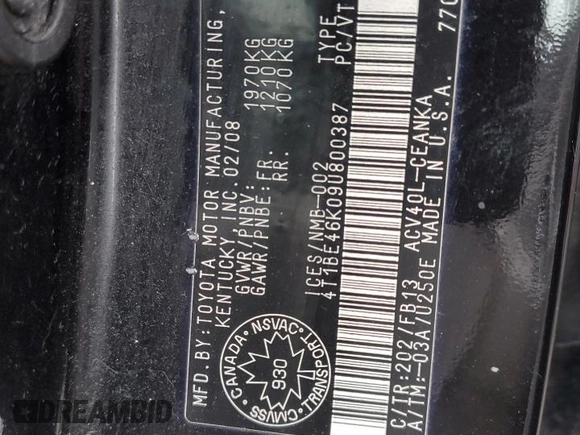 MFD.BY:TOYOTA MOTOR MANUFACTURING,
KENTUCKY, INC. 02/08
GVWR/PNBV: 1970KG
GAWR/PNBE:FR: 1210KG
RR. 1070KG
CANADA • NSVAC • TRANSPORT • CMVSS
930
ICES/NMB-002
4T1BE46K09U800387
TYPE
PC/VT
C/TR:202/FB13 ACV40L-CEANKA
A/TM:-03A/U250E MADE IN U.S.A.
770
DREAMBID